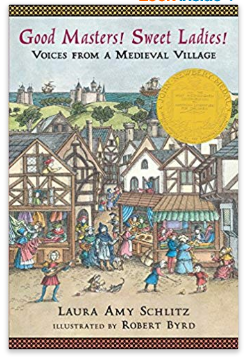 Good Masters! Sweet Ladies!
VOICES FROM A MEDIEVAL VILLAGE
LAURA AMY SCHLITZ
ILLUSTRATED BY ROBERT BYRD